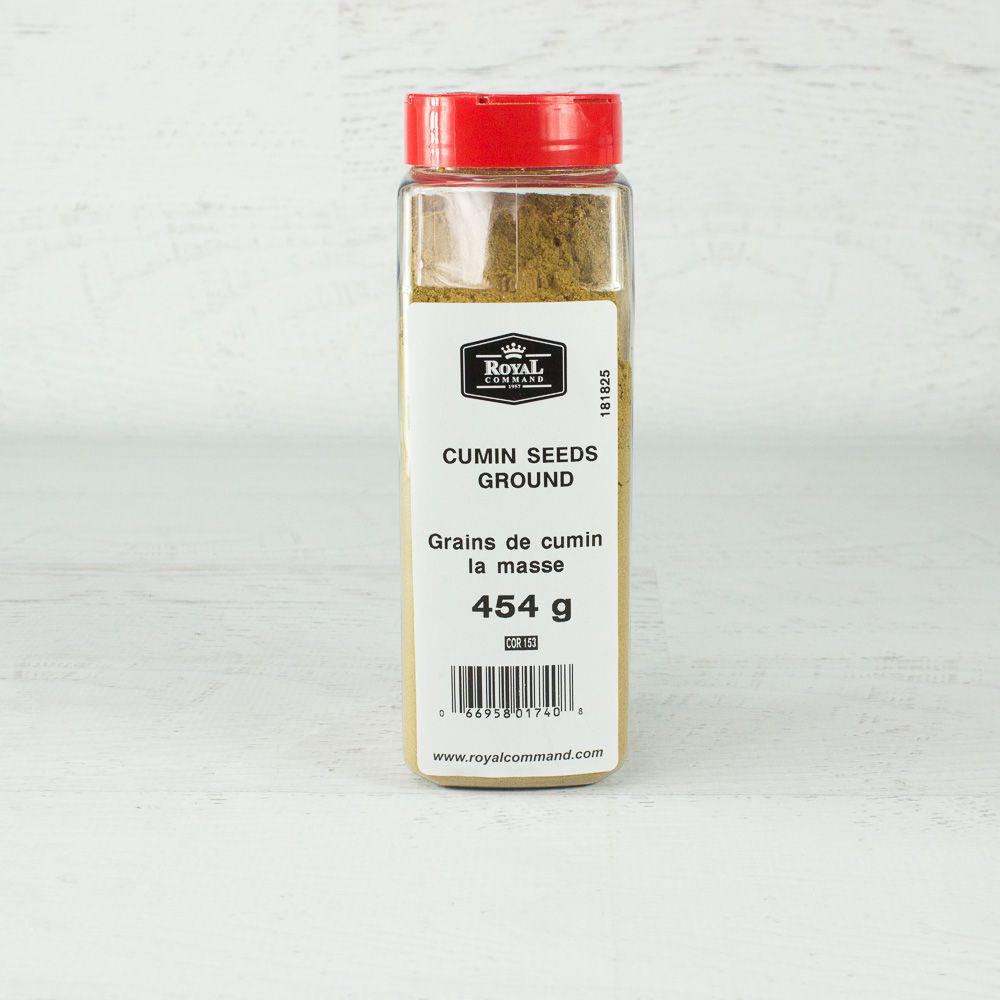 ROYAL
COMMAND
1957
181825
CUMIN SEEDS
GROUND
Grains de cumin
la masse
454 g
COR 153
0 66958 01740 8
www.royalcommand.com